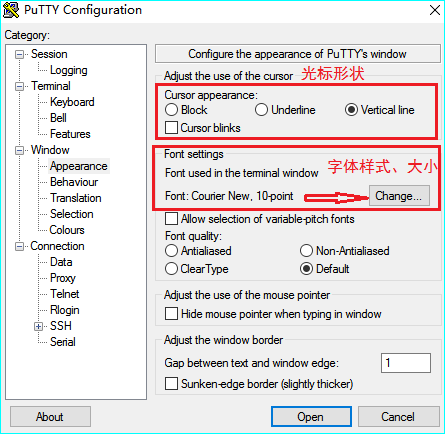 PuTTY Configuration
Category:
Session
Logging
Terminal
Keyboard
Bell
Features
Window
Appearance
Behaviour
Translation
Selection
Colours
Connection
Data
Proxy
Telnet
Rlogin
SSH
Serial
Configure the appearance of PuTTY's window
Adjust the use of the cursor 光标形状
Cursor appearance:
Block Underline Vertical line
Cursor blinks
Font settings
Font used in the terminal window 字体样式、大小
Font: Courier New, 10-point Change...
Allow selection of variable-pitch fonts
Font quality:
Antialiased Non-Antialiased
ClearType Default
Adjust the use of the mouse pointer
Hide mouse pointer when typing in window
Adjust the window border
Gap between text and window edge: 1
Sunken-edge border (slightly thicker)
About Open Cancel